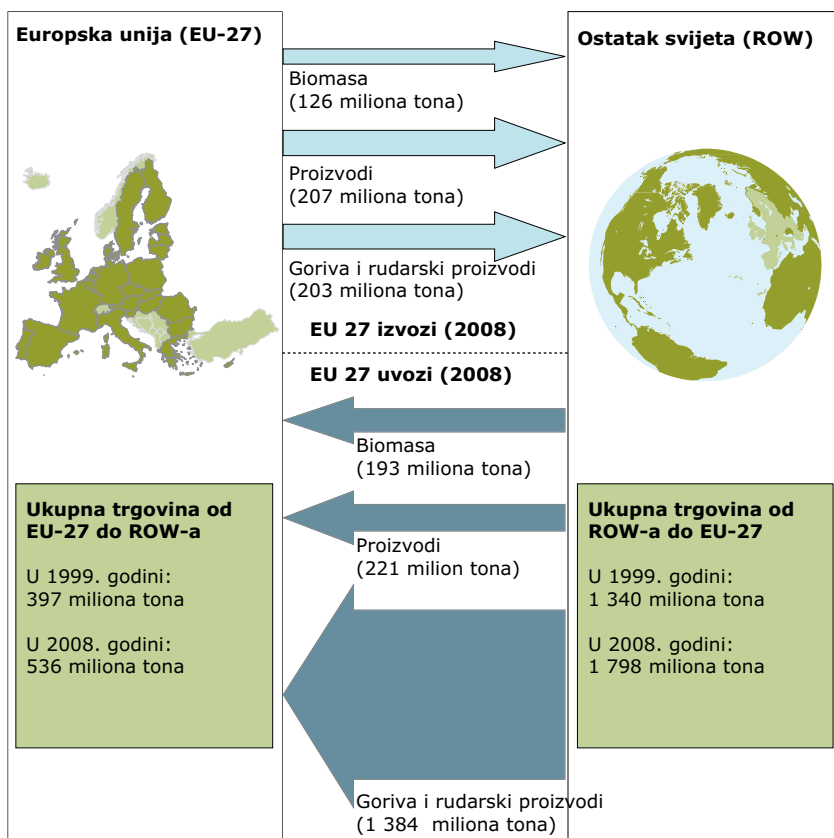 Europska unija (EU-27)
Ostatak svijeta (ROW)
Biomasa
(126 miliona tona)
Proizvodi
(207 miliona tona)
Goriva i rudarski proizvodi
(203 miliona tona)
EU 27 izvozi (2008)
EU 27 uvozi (2008)
Biomasa
(193 miliona tona)
Proizvodi
(221 milion tona)
Goriva i rudarski proizvodi
(1 384 miliona tona)
Ukupna trgovina od
EU-27 do ROW-a
U 1999. godini:
397 miliona tona
U 2008. godini:
536 miliona tona
Ukupna trgovina od
ROW-a do EU-27
U 1999. godini:
1 340 miliona tona
U 2008. godini:
1 798 miliona tona